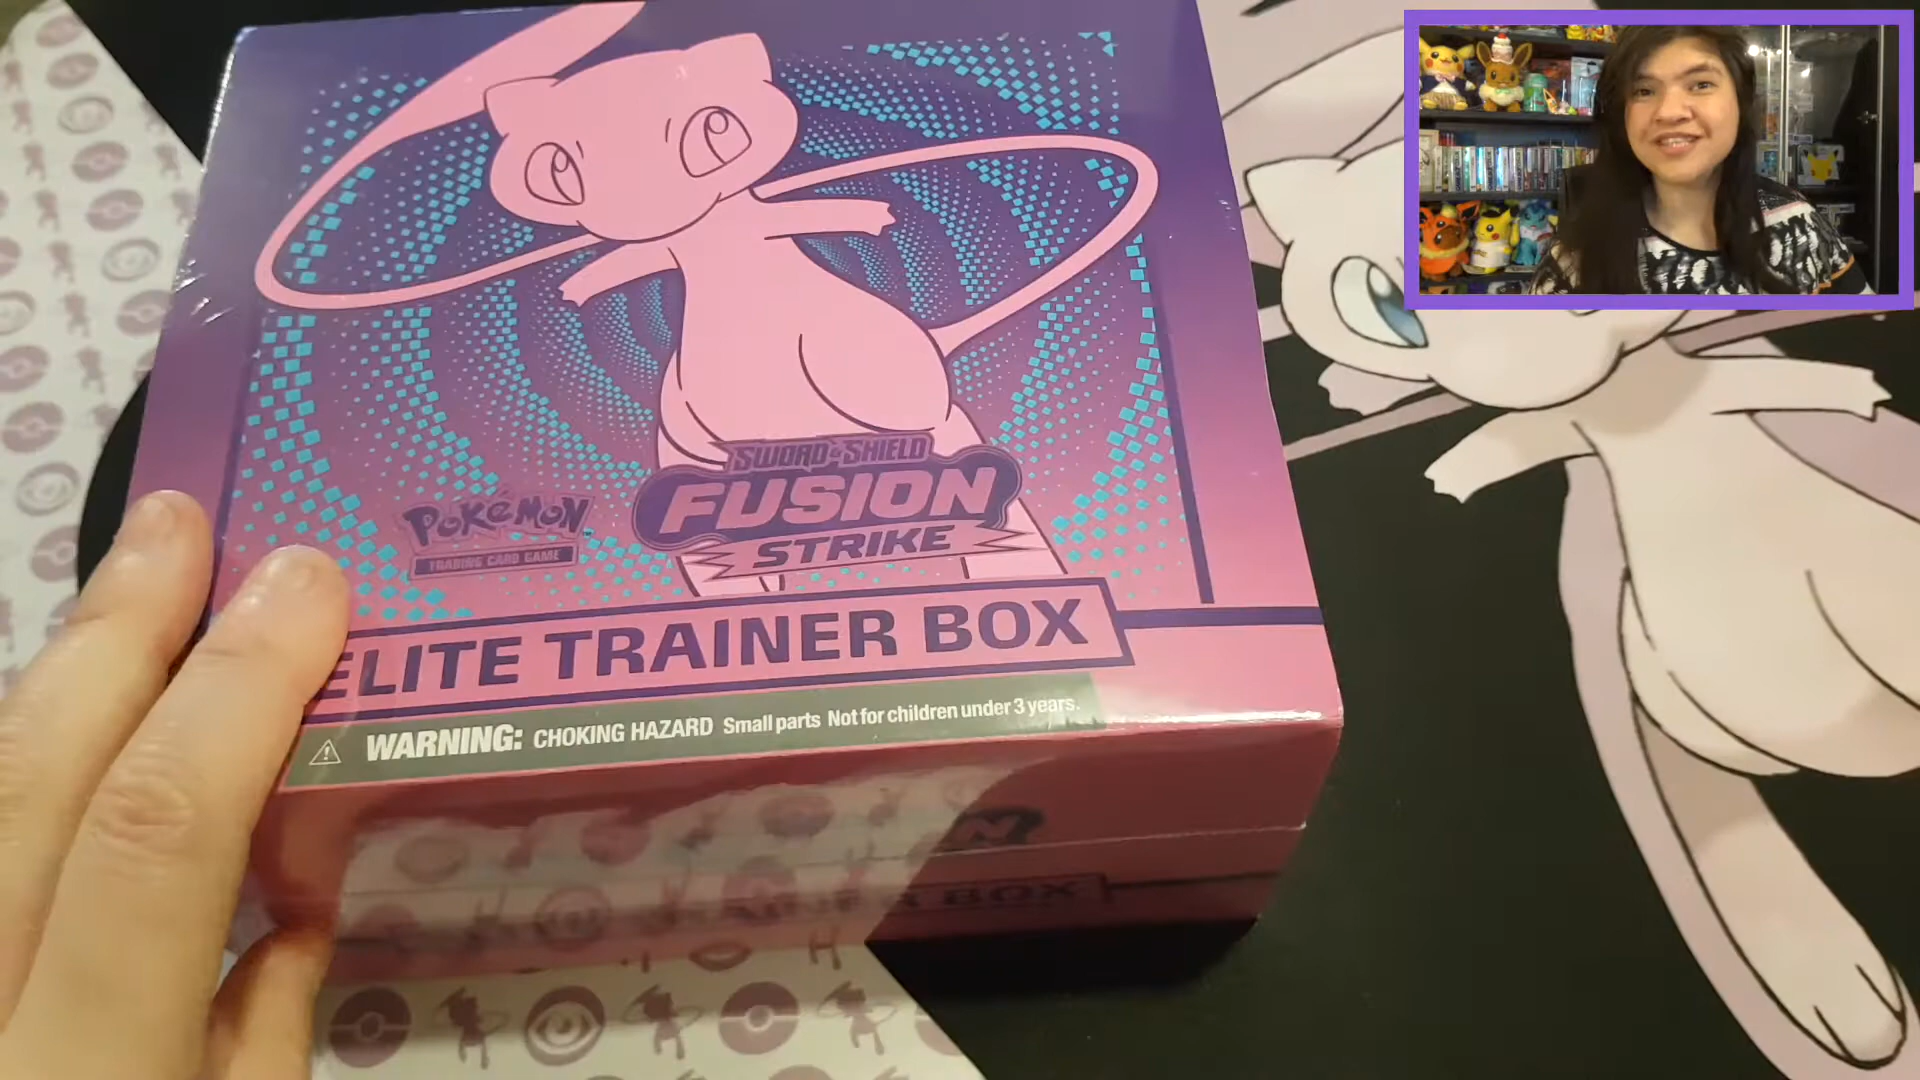 SWORD & SHIELD
FUSION
STRIKE
POKÉMON
TRADING CARD GAME
ELITE TRAINER BOX
WARNING: CHOKING HAZARD Small parts Not for children under 3 years.
BOX